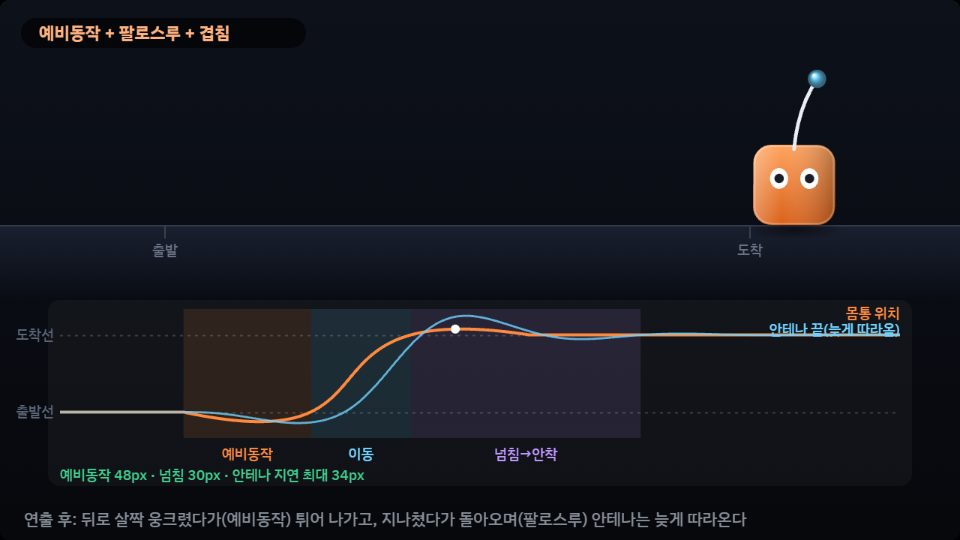 예비동작 + 팔로스루 + 겹침
출발
도착
몸통 위치
도착선
안테나 끝(늦게 따라옴)
출발선
예비동작
이동
넘침→안착
예비동작 48px · 넘침 30px · 안테나 지연 최대 34px
연출 후: 뒤로 살짝 웅크렸다가(예비동작) 튀어 나가고, 지나쳤다가 돌아오며(팔로스루) 안테나는 늦게 따라온다